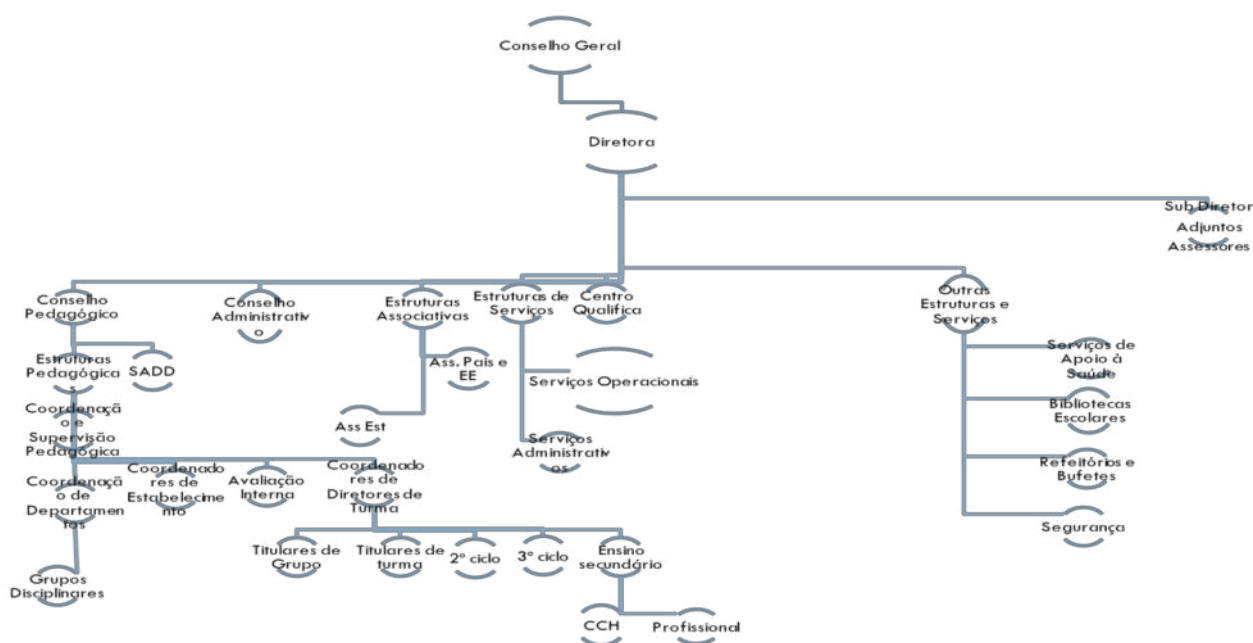 Conselho Geral
Diretora
Sub Diretor
Adjuntos
Assessores
Conselho
Pedagógico
Conselho
Administrativ
o
Estruturas
Associativas
Estruturas de
Serviços
Centro
Qualifica
Outras
Estruturas e
Serviços
Estruturas
Pedagógica
s
SADD
Ass. Pais e
EE
Ass Est
Serviços Operacionais
Serviços
Administrativ
os
Serviços de
Apoio à
Saúde
Bibliotecas
Escolares
Refeitórios e
Bufetes
Segurança
Coordenaçã
o e
Supervisão
Pedagógica
Coordenaçã
o de
Departamen
tos
Coordenado
res de
Estabelecime
nto
Avaliação
Interna
Coordenado
res de
Diretores de
Turma
Grupos
Disciplinares
Titulares de
Grupo
Titulares de
turma
2º ciclo
3º ciclo
Ensino
secundário
CCH
Profissional